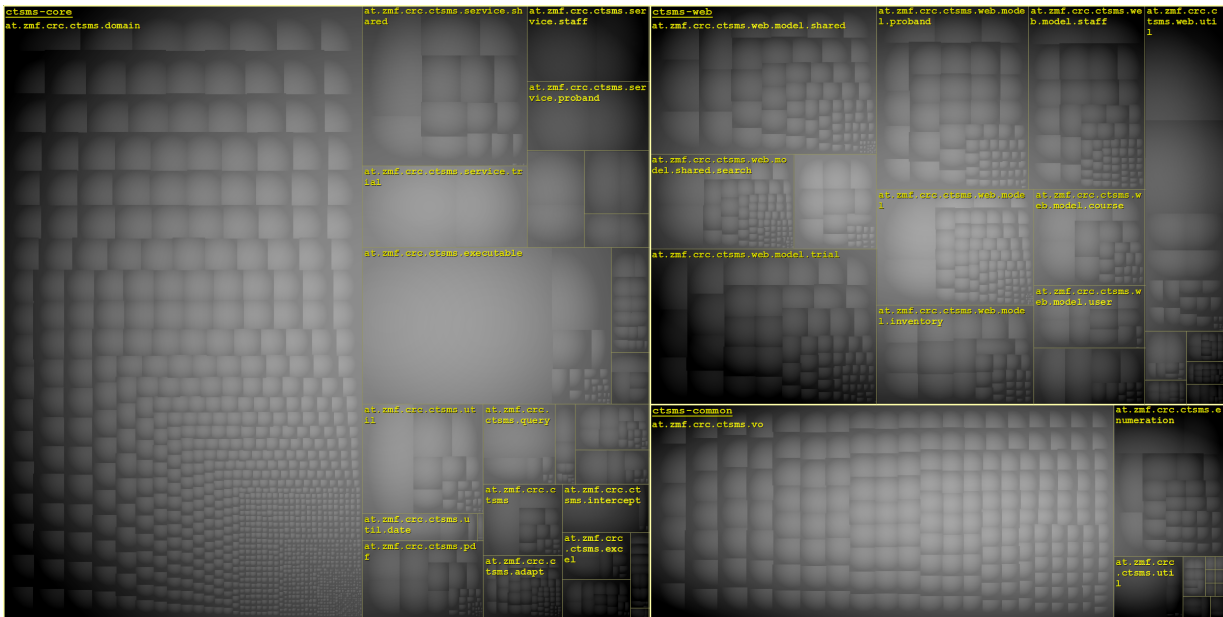 ctsms-core
at.zmf.crc.ctsms.domain
at.zmf.crc.ctsms.service.sh
ared
at.zmf.crc.ctsms.ser
vice.staff
at.zmf.crc.ctsms.ser
vice.proband
at.zmf.crc.ctsms.service.tr
ial
at.zmf.crc.ctsms.executable
at.zmf.crc.ctsms.ut
il
at.zmf.crc.
ctsms.query
at.zmf.crc.c
tsms
at.zmf.crc.ct
sms.intercept
at.zmf.crc.ctsms.u
til.date
at.zmf.crc.ctsms.pd
f
at.zmf.crc
.ctsms.exc
el
at.zmf.crc.c
tsms.adapt
ctsms-web
at.zmf.crc.ctsms.web.model.shared
at.zmf.crc.ctsms.web.mode
l.proband
at.zmf.crc.ctsms.we
b.model.staff
at.zmf.crc.c
tsms.web.uti
l
at.zmf.crc.ctsms.web.mo
del.shared.search
at.zmf.crc.ctsms.web.mode
l
at.zmf.crc.ctsms.w
eb.model.course
at.zmf.crc.ctsms.web.model.trial
at.zmf.crc.ctsms.w
eb.model.user
at.zmf.crc.ctsms.web.mode
l.inventory
ctsms-common
at.zmf.crc.ctsms.vo
at.zmf.crc.ctsms.e
numeration
at.zmf.crc
.ctsms.uti
l